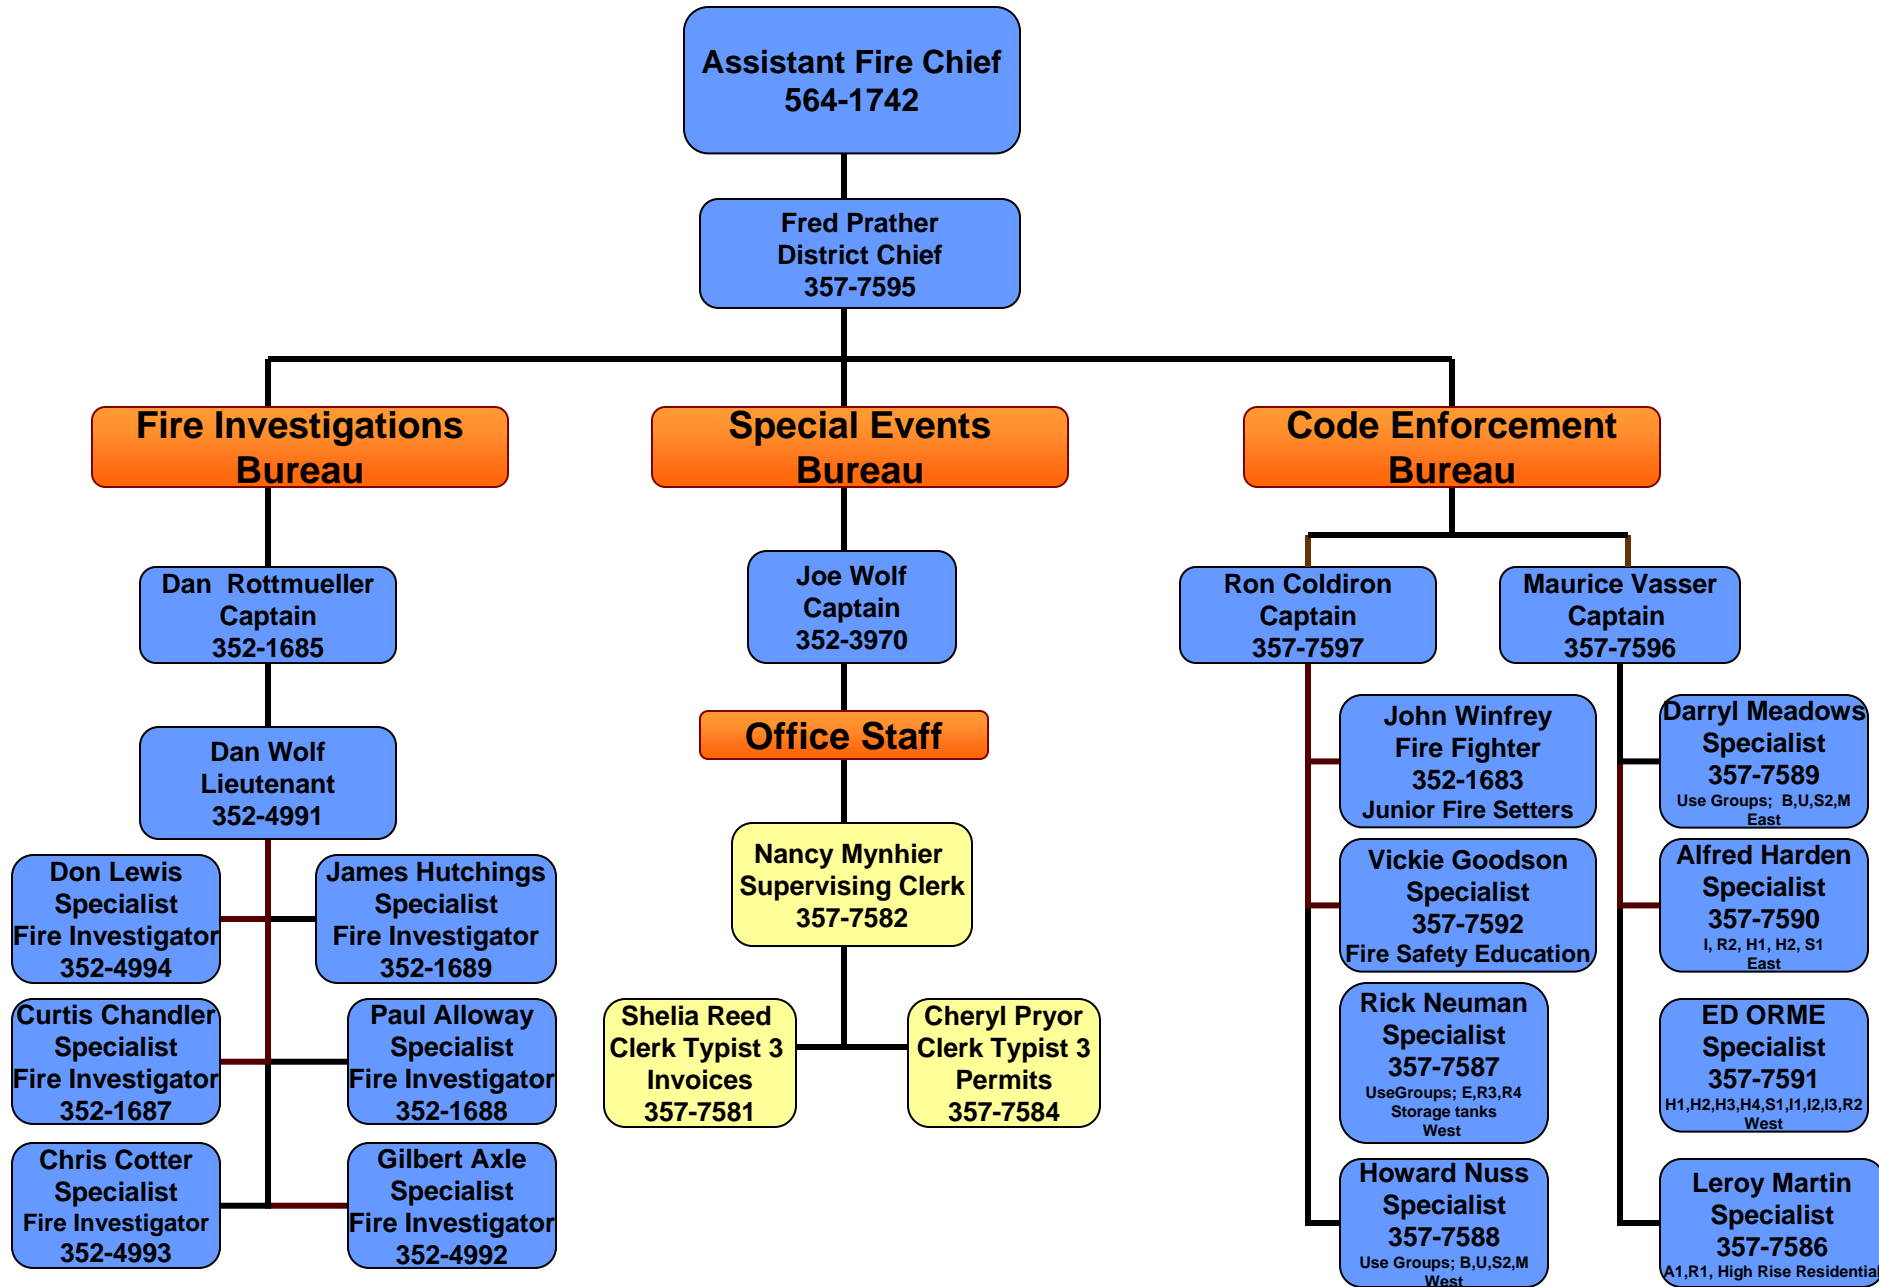 Assistant Fire Chief
564-1742
Fred Prather
District Chief
357-7595
Fire Investigations
Bureau
Special Events
Bureau
Code Enforcement
Bureau
Dan Rottmueller
Captain
352-1685
Dan Wolf
Lieutenant
352-4991
Don Lewis
Specialist
Fire Investigator
352-4994
James Hutchings
Specialist
Fire Investigator
352-1689
Curtis Chandler
Specialist
Fire Investigator
352-1687
Paul Alloway
Specialist
Fire Investigator
352-1688
Chris Cotter
Specialist
Fire Investigator
352-4993
Gilbert Axle
Specialist
Fire Investigator
352-4992
Joe Wolf
Captain
352-3970
Office Staff
Nancy Mynhier
Supervising Clerk
357-7582
Shelia Reed
Clerk Typist 3
Invoices
357-7581
Cheryl Pryor
Clerk Typist 3
Permits
357-7584
Ron Coldiron
Captain
357-7597
John Winfrey
Fire Fighter
352-1683
Junior Fire Setters
Vickie Goodson
Specialist
357-7592
Fire Safety Education
Rick Neuman
Specialist
357-7587
UseGroups; E,R3,R4
Storage tanks
West
Howard Nuss
Specialist
357-7588
Use Groups; B,U,S2,M
West
Maurice Vasser
Captain
357-7596
Darryl Meadows
Specialist
357-7589
Use Groups; B,U,S2,M
East
Alfred Harden
Specialist
357-7590
I, R2, H1, H2, S1
East
ED ORME
Specialist
357-7591
H1,H2,H3,H4,S1,I1,I2,I3,R2
West
Leroy Martin
Specialist
357-7586
A1,R1, High Rise Residential